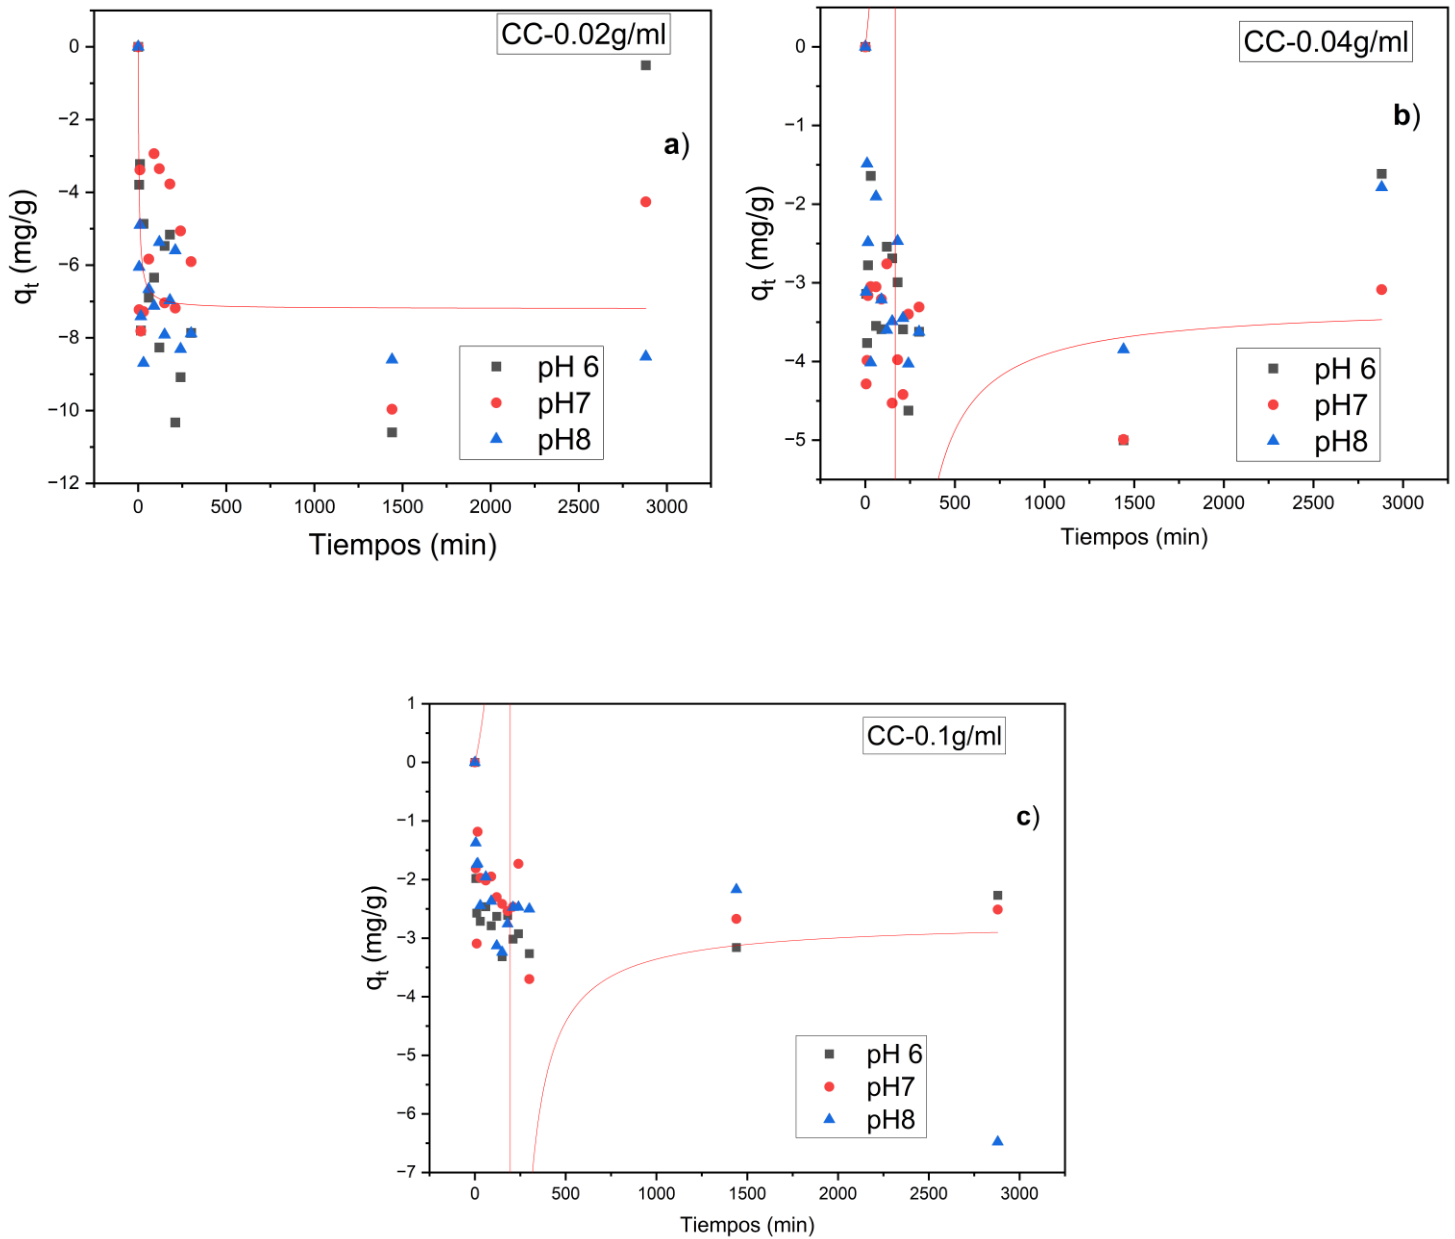 CC-0.02g/ml
a)
qt (mg/g)
0
−2
−4
−6
−8
−10
−12
pH 6
pH7
pH8
0 500 1000 1500 2000 2500 3000
Tiempos (min)
CC-0.04g/ml
b)
qt (mg/g)
0
−1
−2
−3
−4
−5
pH 6
pH7
pH8
0 500 1000 1500 2000 2500 3000
Tiempos (min)
CC-0.1g/ml
c)
qt (mg/g)
1
0
−1
−2
−3
−4
−5
−6
−7
pH 6
pH7
pH8
0 500 1000 1500 2000 2500 3000
Tiempos (min)